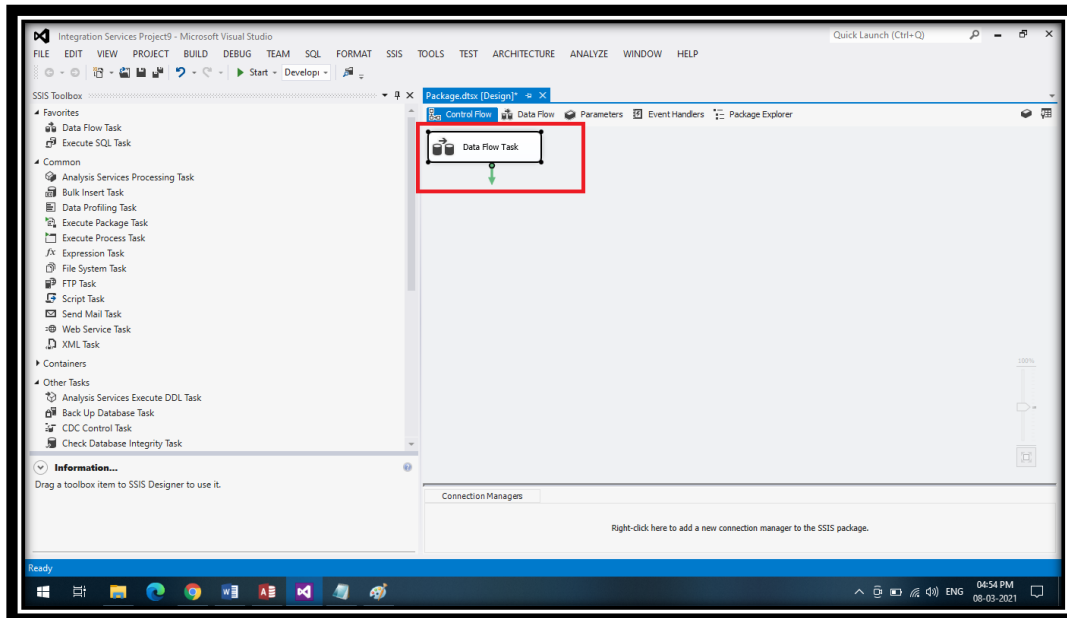 Integration Services Project9 - Microsoft Visual Studio
Quick Launch (Ctrl+Q)
FILE EDIT VIEW PROJECT BUILD DEBUG TEAM SQL FORMAT SSIS TOOLS TEST ARCHITECTURE ANALYZE WINDOW HELP
Start Develop
SSIS Toolbox
Package.dtsx [Design]*
Control Flow Data Flow Parameters Event Handlers Package Explorer
Favorites
Data Flow Task
Execute SQL Task
Common
Analysis Services Processing Task
Bulk Insert Task
Data Profiling Task
Execute Package Task
Execute Process Task
Expression Task
File System Task
FTP Task
Script Task
Send Mail Task
Web Service Task
XML Task
Containers
Other Tasks
Analysis Services Execute DDL Task
Back Up Database Task
CDC Control Task
Check Database Integrity Task
Information...
Drag a toolbox item to SSIS Designer to use it.
Data Flow Task
100%
Connection Managers
Right-click here to add a new connection manager to the SSIS package.
Ready
ENG
04:54 PM
08-03-2021